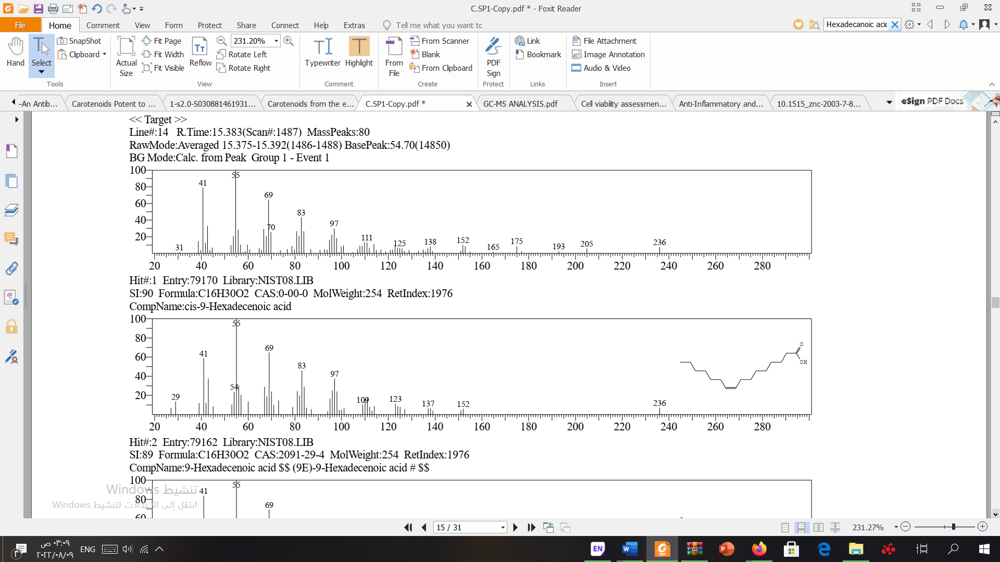 C.SP1-Copy.pdf * - Foxit Reader
File Home Comment View Form Protect Share Connect Help Extras Tell me what you want to
Hexadecanoic acid
Hand
Select
SnapShot
Clipboard
Tools
Actual Size
Fit Page
Fit Width
Fit Visible
Reflow
231.20%
Rotate Left
Rotate Right
View
Typewriter
Highlight
Comment
From File
From Scanner
Blank
From Clipboard
Create
PDF Sign
Protect
Link
Bookmark
Links
File Attachment
Image Annotation
Audio & Video
Insert
–An Antib... Carotenoids Potent to ... 1-s2.0-S030881461931... Carotenoids from the e... C.SP1-Copy.pdf * GC-MS ANALYSIS.pdf Cell viability assessmen... Anti-Inflammatory and... 10.1515_znc-2003-7-8... eSign PDF Docs
<< Target >>
Line#:14 R.Time:15.383(Scan#:1487) MassPeaks:80
RawMode:Averaged 15.375-15.392(1486-1488) BasePeak:54.70(14850)
BG Mode:Calc. from Peak Group 1 - Event 1
100
80
60
40
20
31 41 55 69 70 83 97 111 125 138 152 165 175 193 205 236
20 40 60 80 100 120 140 160 180 200 220 240 260 280
Hit#:1 Entry:79170 Library:NIST08.LIB
SI:90 Formula:C16H30O2 CAS:0-00-0 MolWeight:254 RetIndex:1976
CompName:cis-9-Hexadecenoic acid
100
80
60
40
20
29 41 54 55 69 83 97 109 123 137 152 236
O
OH
20 40 60 80 100 120 140 160 180 200 220 240 260 280
Hit#:2 Entry:79162 Library:NIST08.LIB
SI:89 Formula:C16H30O2 CAS:2091-29-4 MolWeight:254 RetIndex:1976
CompName:9-Hexadecenoic acid $$ (9E)-9-Hexadecenoic acid # $$
100
80
60
41 55 69
تنشيط Windows
انتقل إلى الإعدادات لتنشيط Windows.
15 / 31
231.27%
٠٣:٠٩ ص
٢٠٢٢/٠٨/٠٩
ENG
EN